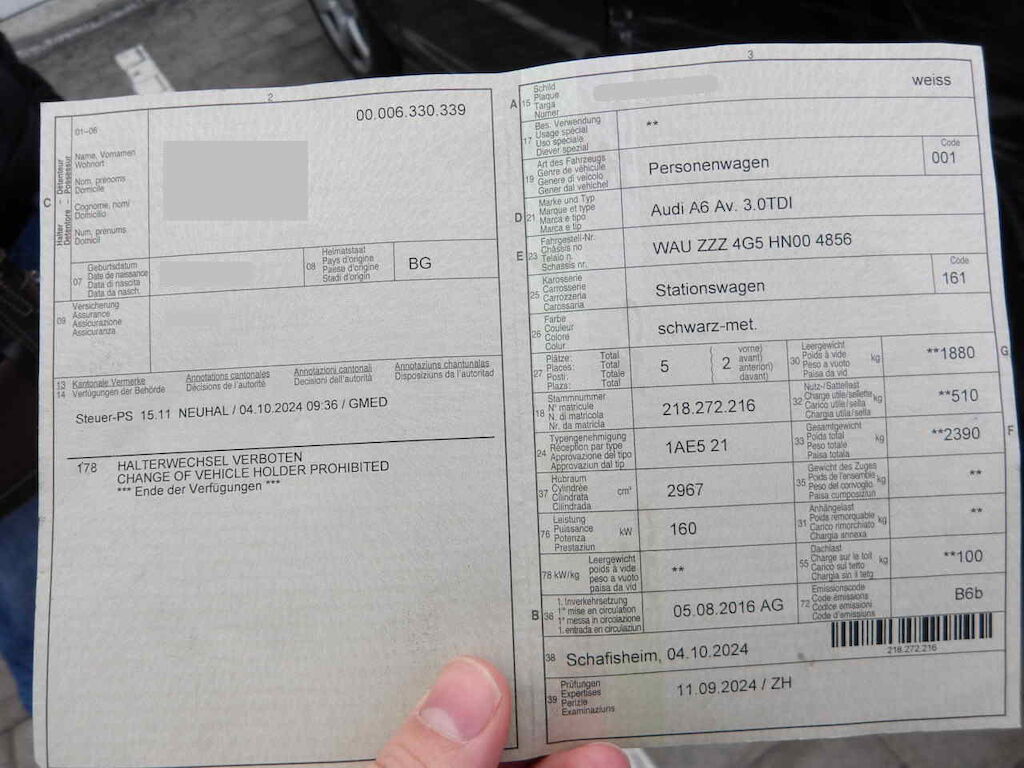 2
00.006.330.339
01–06
C
Halter - Détenteur
Detentore - Possessur
Name, Vornamen
Wohnort
Nom, prénoms
Domicile
Cognome, nomi
Domicilio
Num, prenums
Domicil
07
Geburtsdatum
Date de naissance
Data di nascita
Data da nasch.
08
Heimatstaat
Pays d'origine
Paese d'origine
Stadi d'origin
BG
09
Versicherung
Assurance
Assicurazione
Assicuranza
13 Kantonale Vermerke
14 Verfügungen der Behörde
Annotations cantonales
Décisions de l'autorité
Annotazioni cantonali
Decisioni dell'autorità
Annotaziuns chantunalas
Disposiziuns da l'autoritad
Steuer-PS 15.11 NEUHAL / 04.10.2024 09:36 / GMED
178 HALTERWECHSEL VERBOTEN
CHANGE OF VEHICLE HOLDER PROHIBITED
*** Ende der Verfügungen ***
3
A 15
Schild
Plaque
Targa
Numer
weiss
17
Bes. Verwendung
Usage spécial
Uso speciale
Diever spezial
**
19
Art des Fahrzeugs
Genre de véhicule
Genere di veicolo
Gener dal vehichel
Personenwagen
Code
001
D 21
Marke und Typ
Marque et type
Marca e tipo
Marca e tip
Audi A6 Av. 3.0TDI
E 23
Fahrgestell-Nr.
Châssis no
Telaio n.
Schassis nr.
WAU ZZZ 4G5 HN00 4856
25
Karosserie
Carrosserie
Carrozzeria
Carossaria
Stationswagen
Code
161
26
Farbe
Couleur
Colore
Colur
schwarz-met.
27
Plätze: Total
Places: Total
Posti: Totale
Plazs: Total
5
2
vorne)
avant)
anteriori)
davant)
30
Leergewicht
Poids à vide
Peso a vuoto
Paisa da vid
kg
**1880
G
18
Stammnummer
N° matricule
N. di matricola
Nr. da matricla
218.272.216
32
Nutz-/Sattellast
Charge utile/sellette
Carico utile/sella
Chargia utila/sella
kg
**510
24
Typengenehmigung
Réception par type
Approvazione del tipo
Approvaziun dal tip
1AE5 21
33
Gesamtgewicht
Poids total
Peso totale
Paisa totala
kg
**2390
F
37
Hubraum
Cylindrée
Cilindrata
Cilindrada
cm³
2967
35
Gewicht des Zuges
Poids de l'ensemble
Peso del convoglio
Paisa cumposiziun
kg
**
76
Leistung
Puissance
Potenza
Prestaziun
kW
160
31
Anhängelast
Poids remorquable
Carico rimorchiato
Chargia annexa
kg
**
78 kW/kg
Leergewicht
poids à vide
peso a vuoto
paisa da vid
**
55
Dachlast
Charge sur le toit
Carico sul tetto
Chargia sin il tetg
kg
**100
B 36
1. Inverkehrsetzung
1re mise en circulation
1a messa in circolazione
1. entrada en circulaziun
05.08.2016 AG
72
Emissionscode
Code émissions
Codice emissioni
Code d'emissiuns
B6b
218.272.216
38 Schafisheim, 04.10.2024
39
Prüfungen
Expertises
Perizie
Examinaziuns
11.09.2024 / ZH